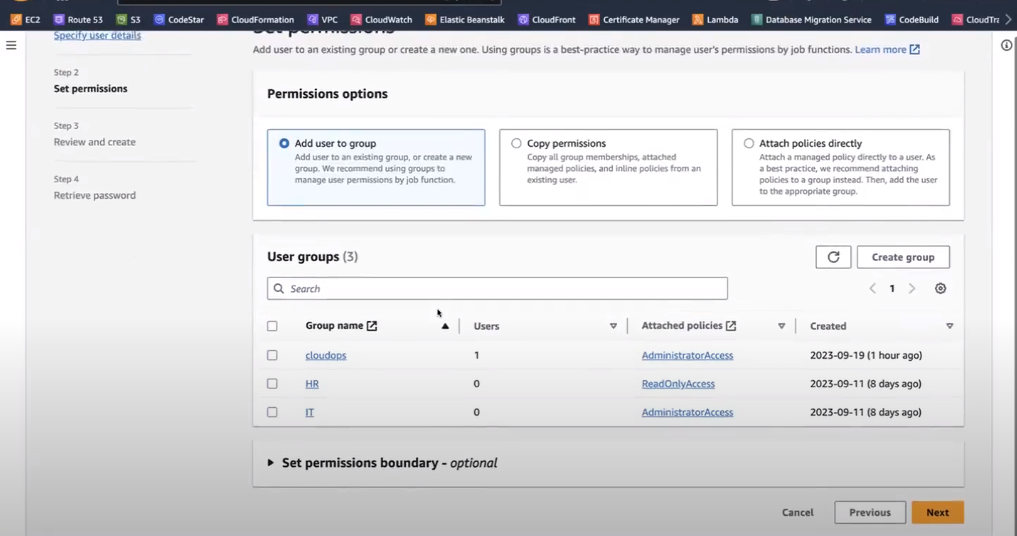 EC2 Route 53 S3 CodeStar CloudFormation VPC CloudWatch Elastic Beanstalk CloudFront Certificate Manager Lambda Database Migration Service CodeBuild CloudTra
Specify user details
Set permissions
Add user to an existing group or create a new one. Using groups is a best-practice way to manage user's permissions by job functions. Learn more
Step 2
Set permissions
Step 3
Review and create
Step 4
Retrieve password
Permissions options
Add user to group
Add user to an existing group, or create a new
group. We recommend using groups to
manage user permissions by job function.
Copy permissions
Copy all group memberships, attached
managed policies, and inline policies from an
existing user.
Attach policies directly
Attach a managed policy directly to a user. As
a best practice, we recommend attaching
policies to a group instead. Then, add the user
to the appropriate group.
User groups (3)
Create group
Search
1
Group name Users Attached policies Created
cloudops 1 AdministratorAccess 2023-09-19 (1 hour ago)
HR 0 ReadOnlyAccess 2023-09-11 (8 days ago)
IT 0 AdministratorAccess 2023-09-11 (8 days ago)
Set permissions boundary - optional
Cancel Previous Next